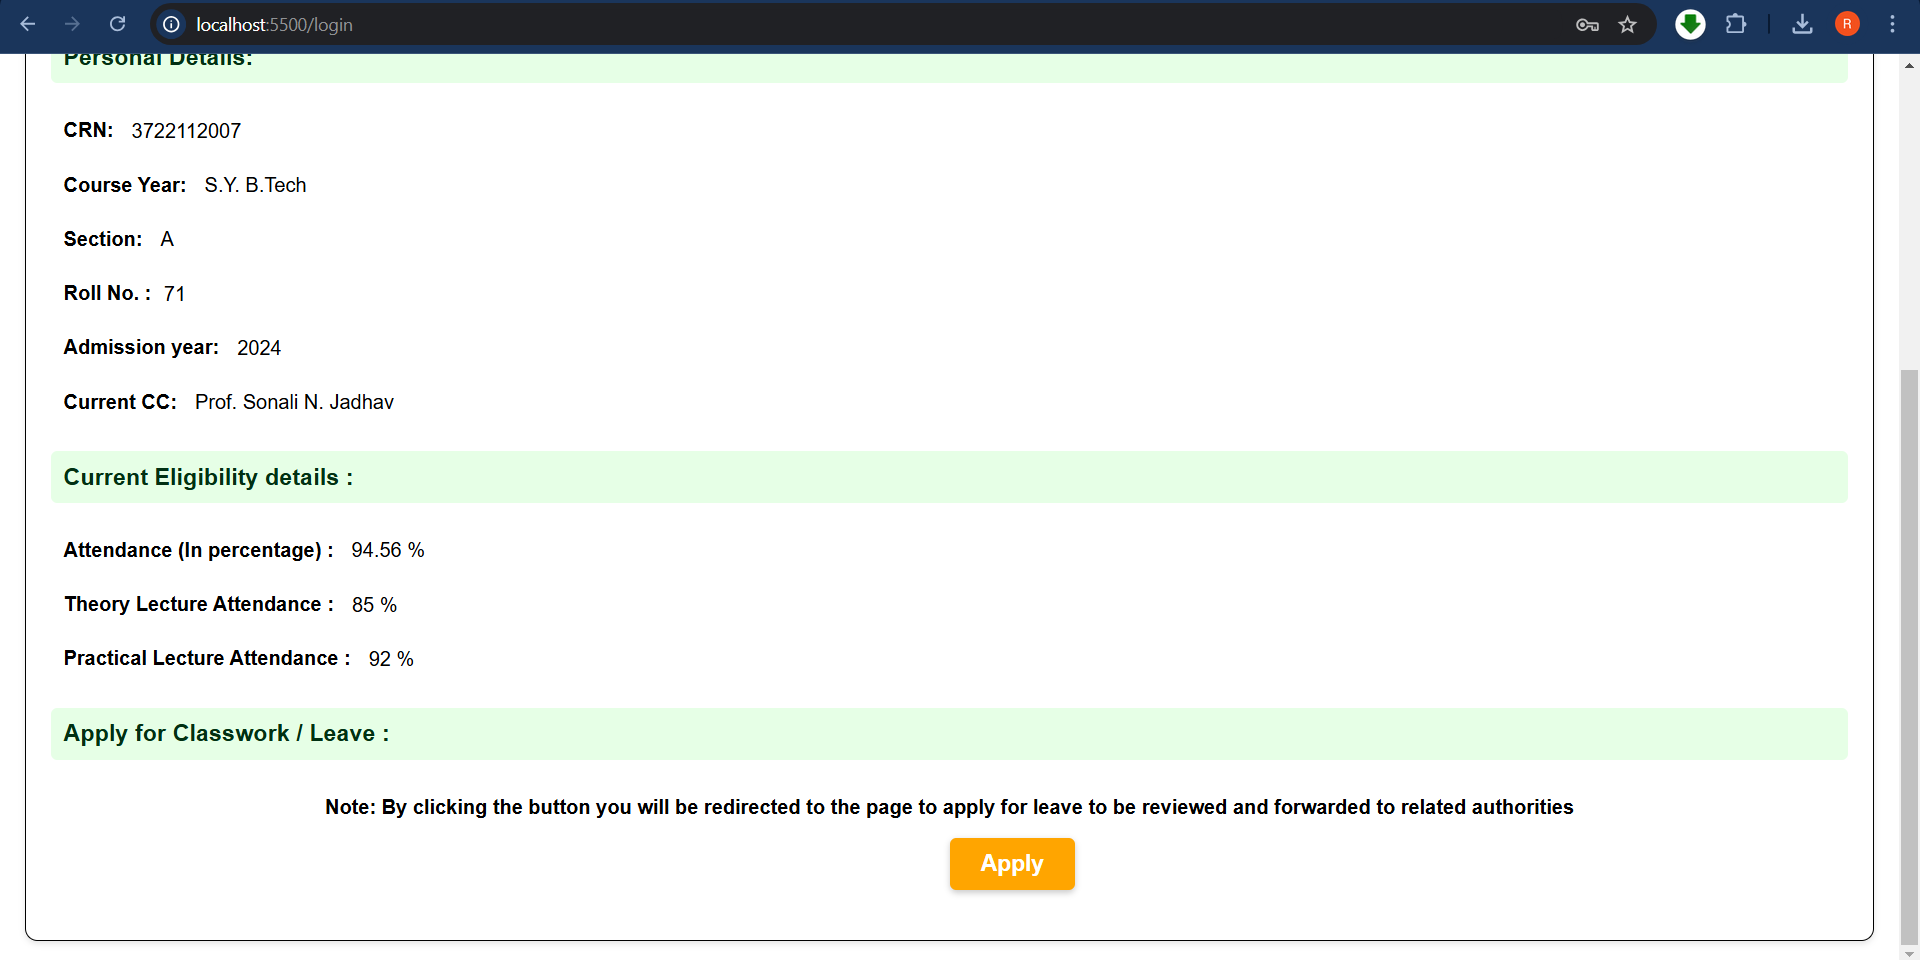 localhost:5500/login
Personal Details:
CRN: 3722112007
Course Year: S.Y. B.Tech
Section: A
Roll No. : 71
Admission year: 2024
Current CC: Prof. Sonali N. Jadhav
Current Eligibility details :
Attendance (In percentage) : 94.56 %
Theory Lecture Attendance : 85 %
Practical Lecture Attendance : 92 %
Apply for Classwork / Leave :
Note: By clicking the button you will be redirected to the page to apply for leave to be reviewed and forwarded to related authorities
Apply
R